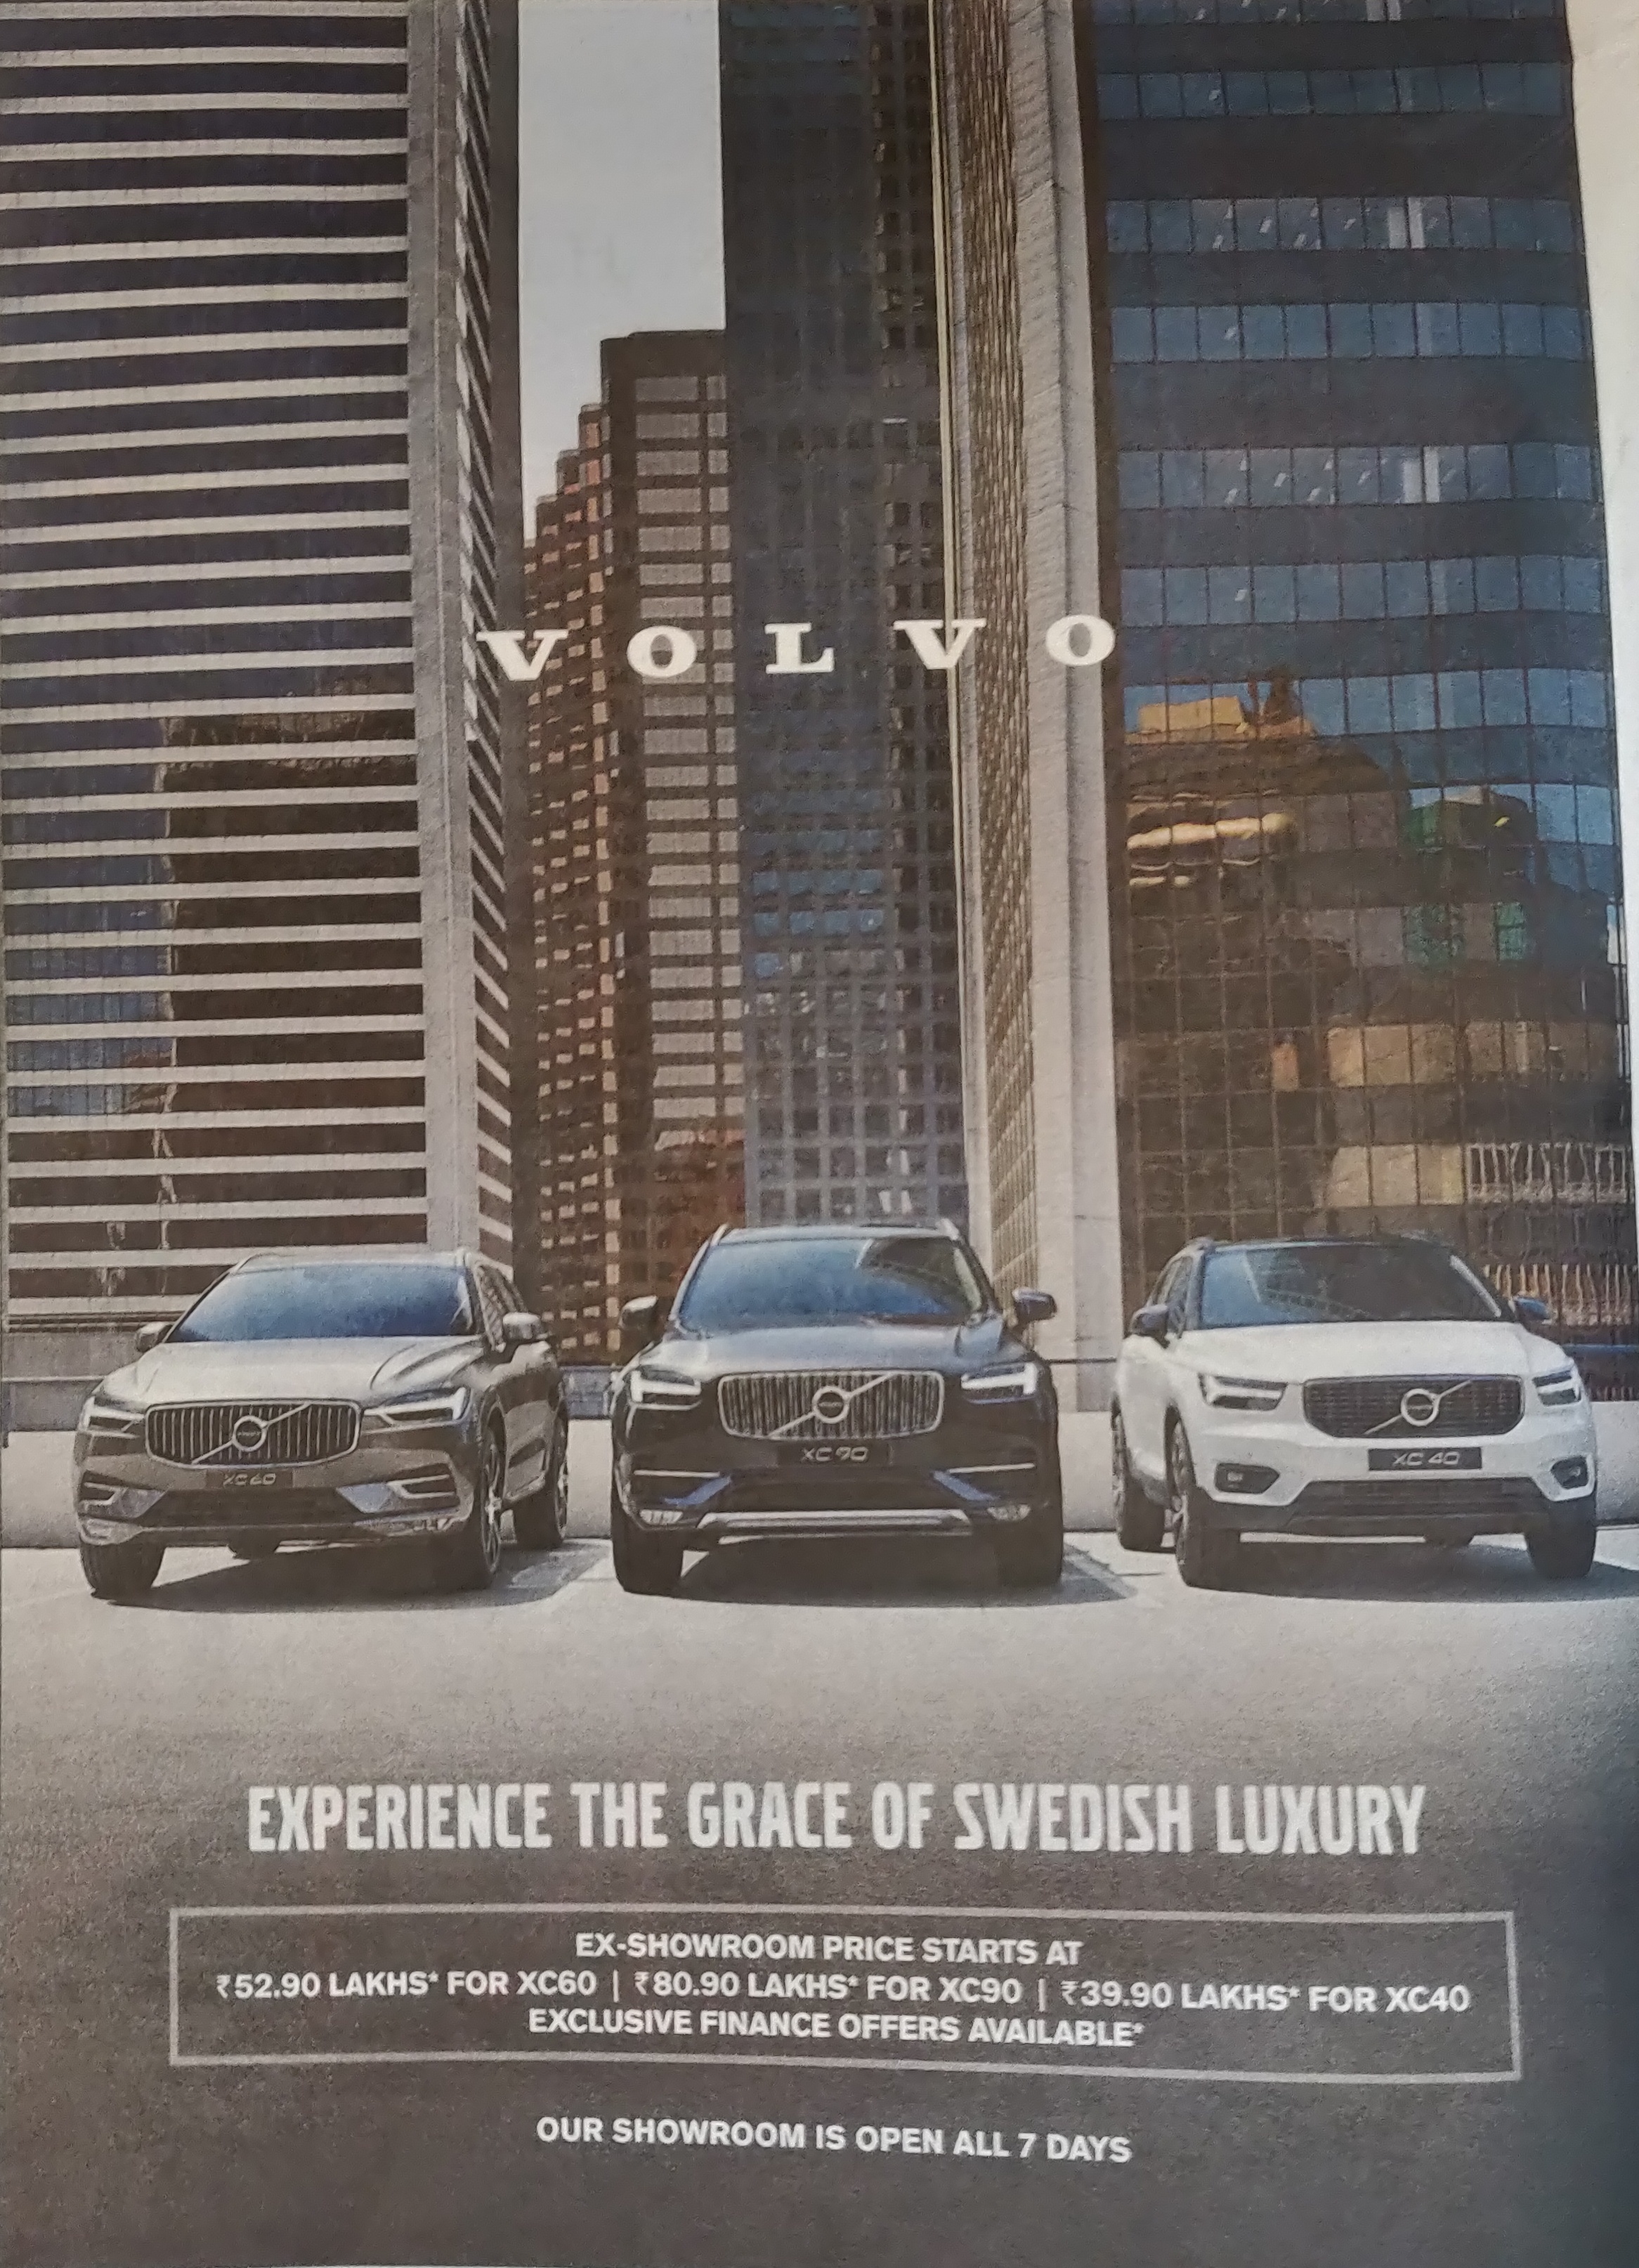 VOLVO
XC60
XC90
XC40
EXPERIENCE THE GRACE OF SWEDISH LUXURY
EX-SHOWROOM PRICE STARTS AT
₹52.90 LAKHS* FOR XC60 | ₹80.90 LAKHS* FOR XC90 | ₹39.90 LAKHS* FOR XC40
EXCLUSIVE FINANCE OFFERS AVAILABLE*
OUR SHOWROOM IS OPEN ALL 7 DAYS